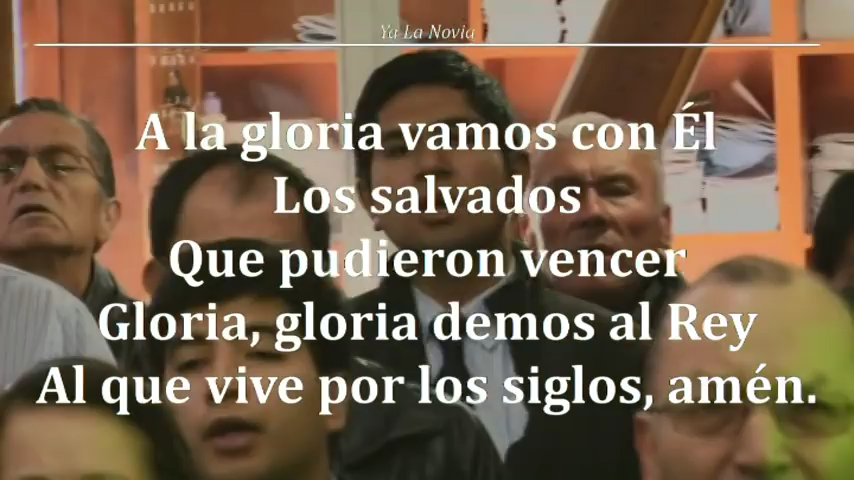 Ya La Novia
A la gloria vamos con Él
Los salvados
Que pudieron vencer
Gloria, gloria demos al Rey
Al que vive por los siglos, amén.